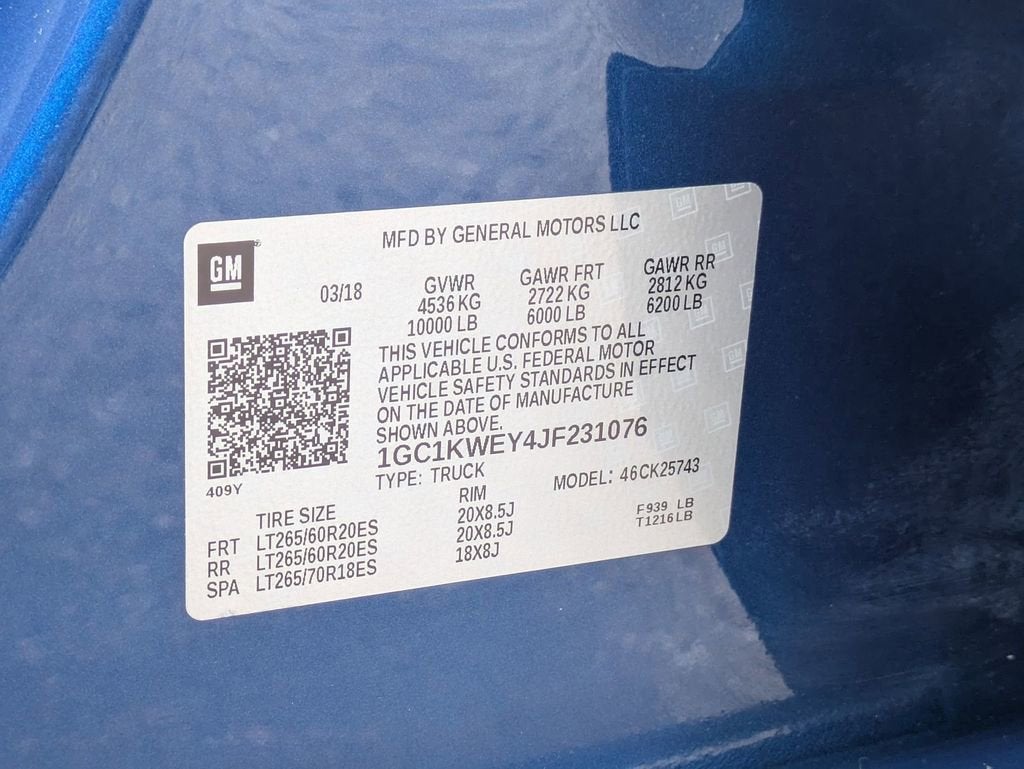 MFD BY GENERAL MOTORS LLC
GM
03/18
GVWR GAWR FRT GAWR RR
4536 KG 2722 KG 2812 KG
10000 LB 6000 LB 6200 LB
THIS VEHICLE CONFORMS TO ALL
APPLICABLE U.S. FEDERAL MOTOR
VEHICLE SAFETY STANDARDS IN EFFECT
ON THE DATE OF MANUFACTURE
SHOWN ABOVE.
1GC1KWEY4JF231076
TYPE: TRUCK MODEL: 46CK25743
409Y
TIRE SIZE RIM
FRT LT265/60R20ES 20X8.5J F939 LB
RR LT265/60R20ES 20X8.5J T1216LB
SPA LT265/70R18ES 18X8J